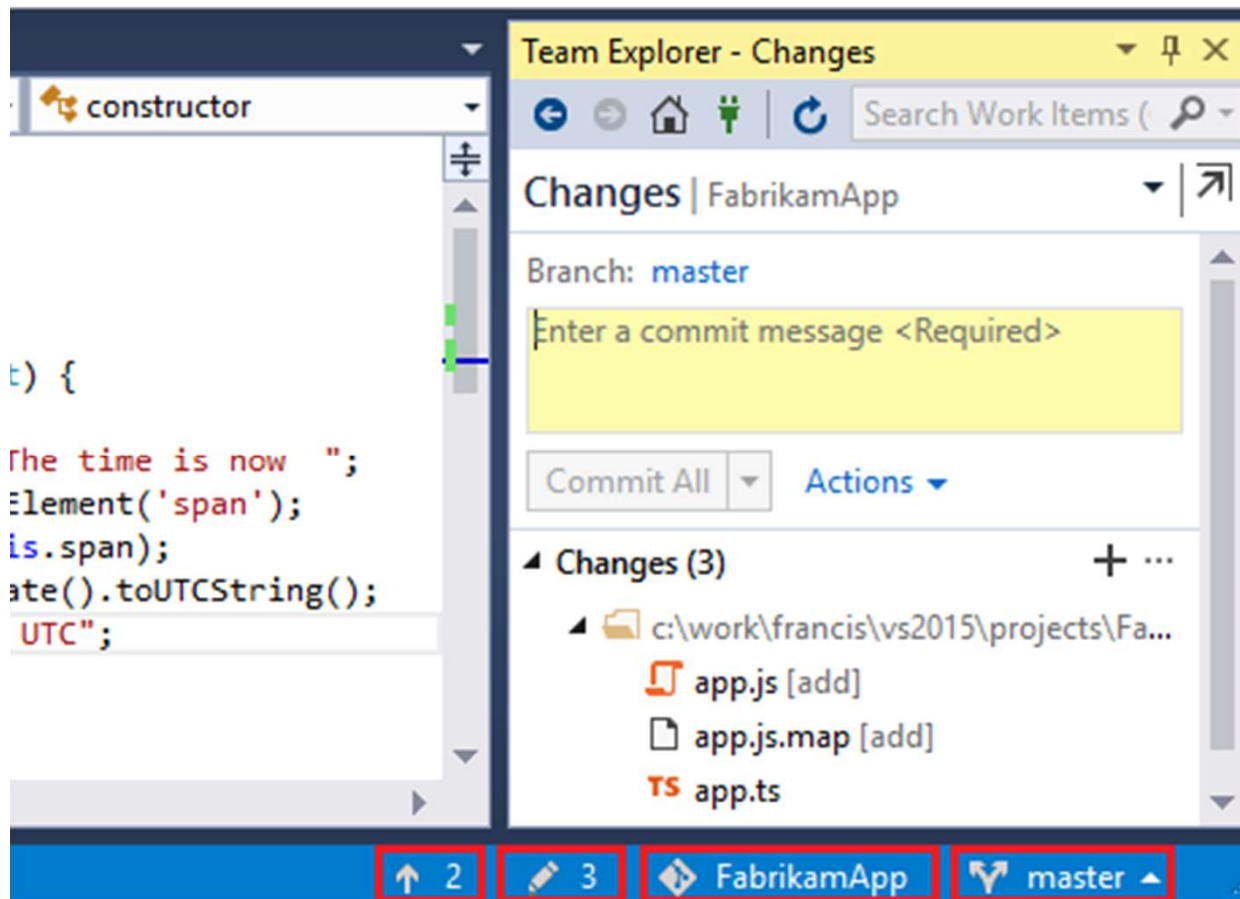 constructor
) {
The time is now  ";
Element('span');
is.span);
ate().toUTCString();
UTC";
Team Explorer - Changes
Search Work Items (
Changes | FabrikamApp
Branch: master
Enter a commit message <Required>
Commit All
Actions
Changes (3)
c:\work\francis\vs2015\projects\Fa...
app.js [add]
app.js.map [add]
TS app.ts
2
3
FabrikamApp
master